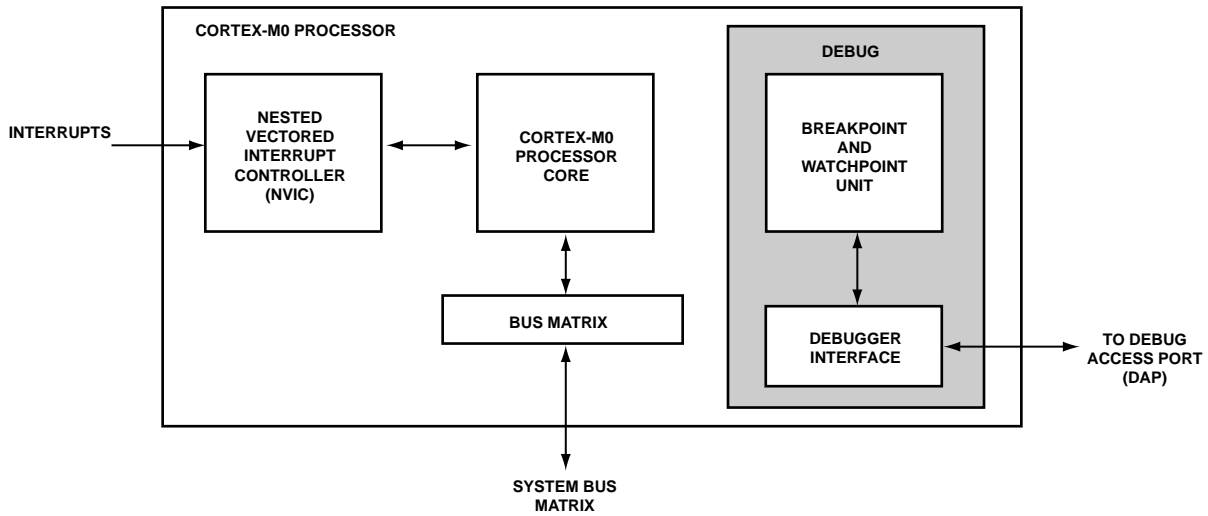 CORTEX-M0 PROCESSOR
DEBUG
INTERRUPTS
NESTED
VECTORED
INTERRUPT
CONTROLLER
(NVIC)
CORTEX-M0
PROCESSOR
CORE
BREAKPOINT
AND
WATCHPOINT
UNIT
BUS MATRIX
DEBUGGER
INTERFACE
TO DEBUG
ACCESS PORT
(DAP)
SYSTEM BUS
MATRIX